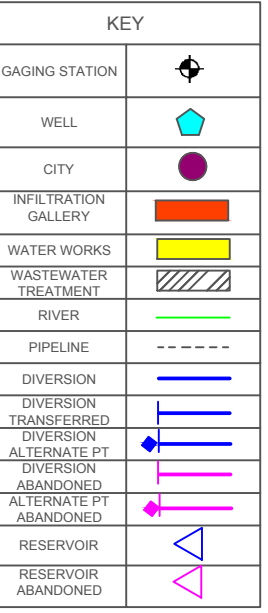 KEY
GAGING STATION
WELL
CITY
INFILTRATION
GALLERY
WATER WORKS
WASTEWATER
TREATMENT
RIVER
PIPELINE
DIVERSION
DIVERSION
TRANSFERRED
DIVERSION
ALTERNATE PT
DIVERSION
ABANDONED
ALTERNATE PT
ABANDONED
RESERVOIR
RESERVOIR
ABANDONED